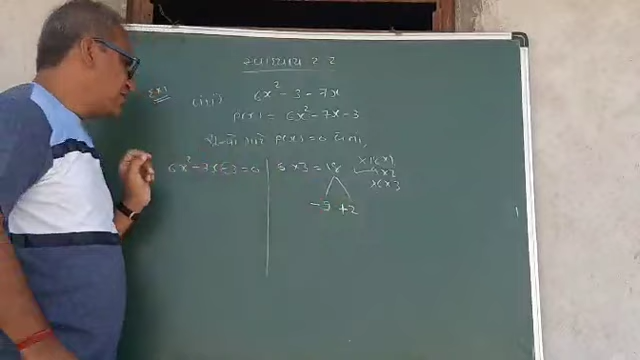 સ્વાધ્યાય 2.2
Ex1
(iii) 6x² - 3 - 7x
p(x) = 6x² - 7x - 3
શૂન્યો માટે p(x) = 0 લેતાં,
6x² - 7x - 3 = 0
6 × 3 = 18
-9 +2